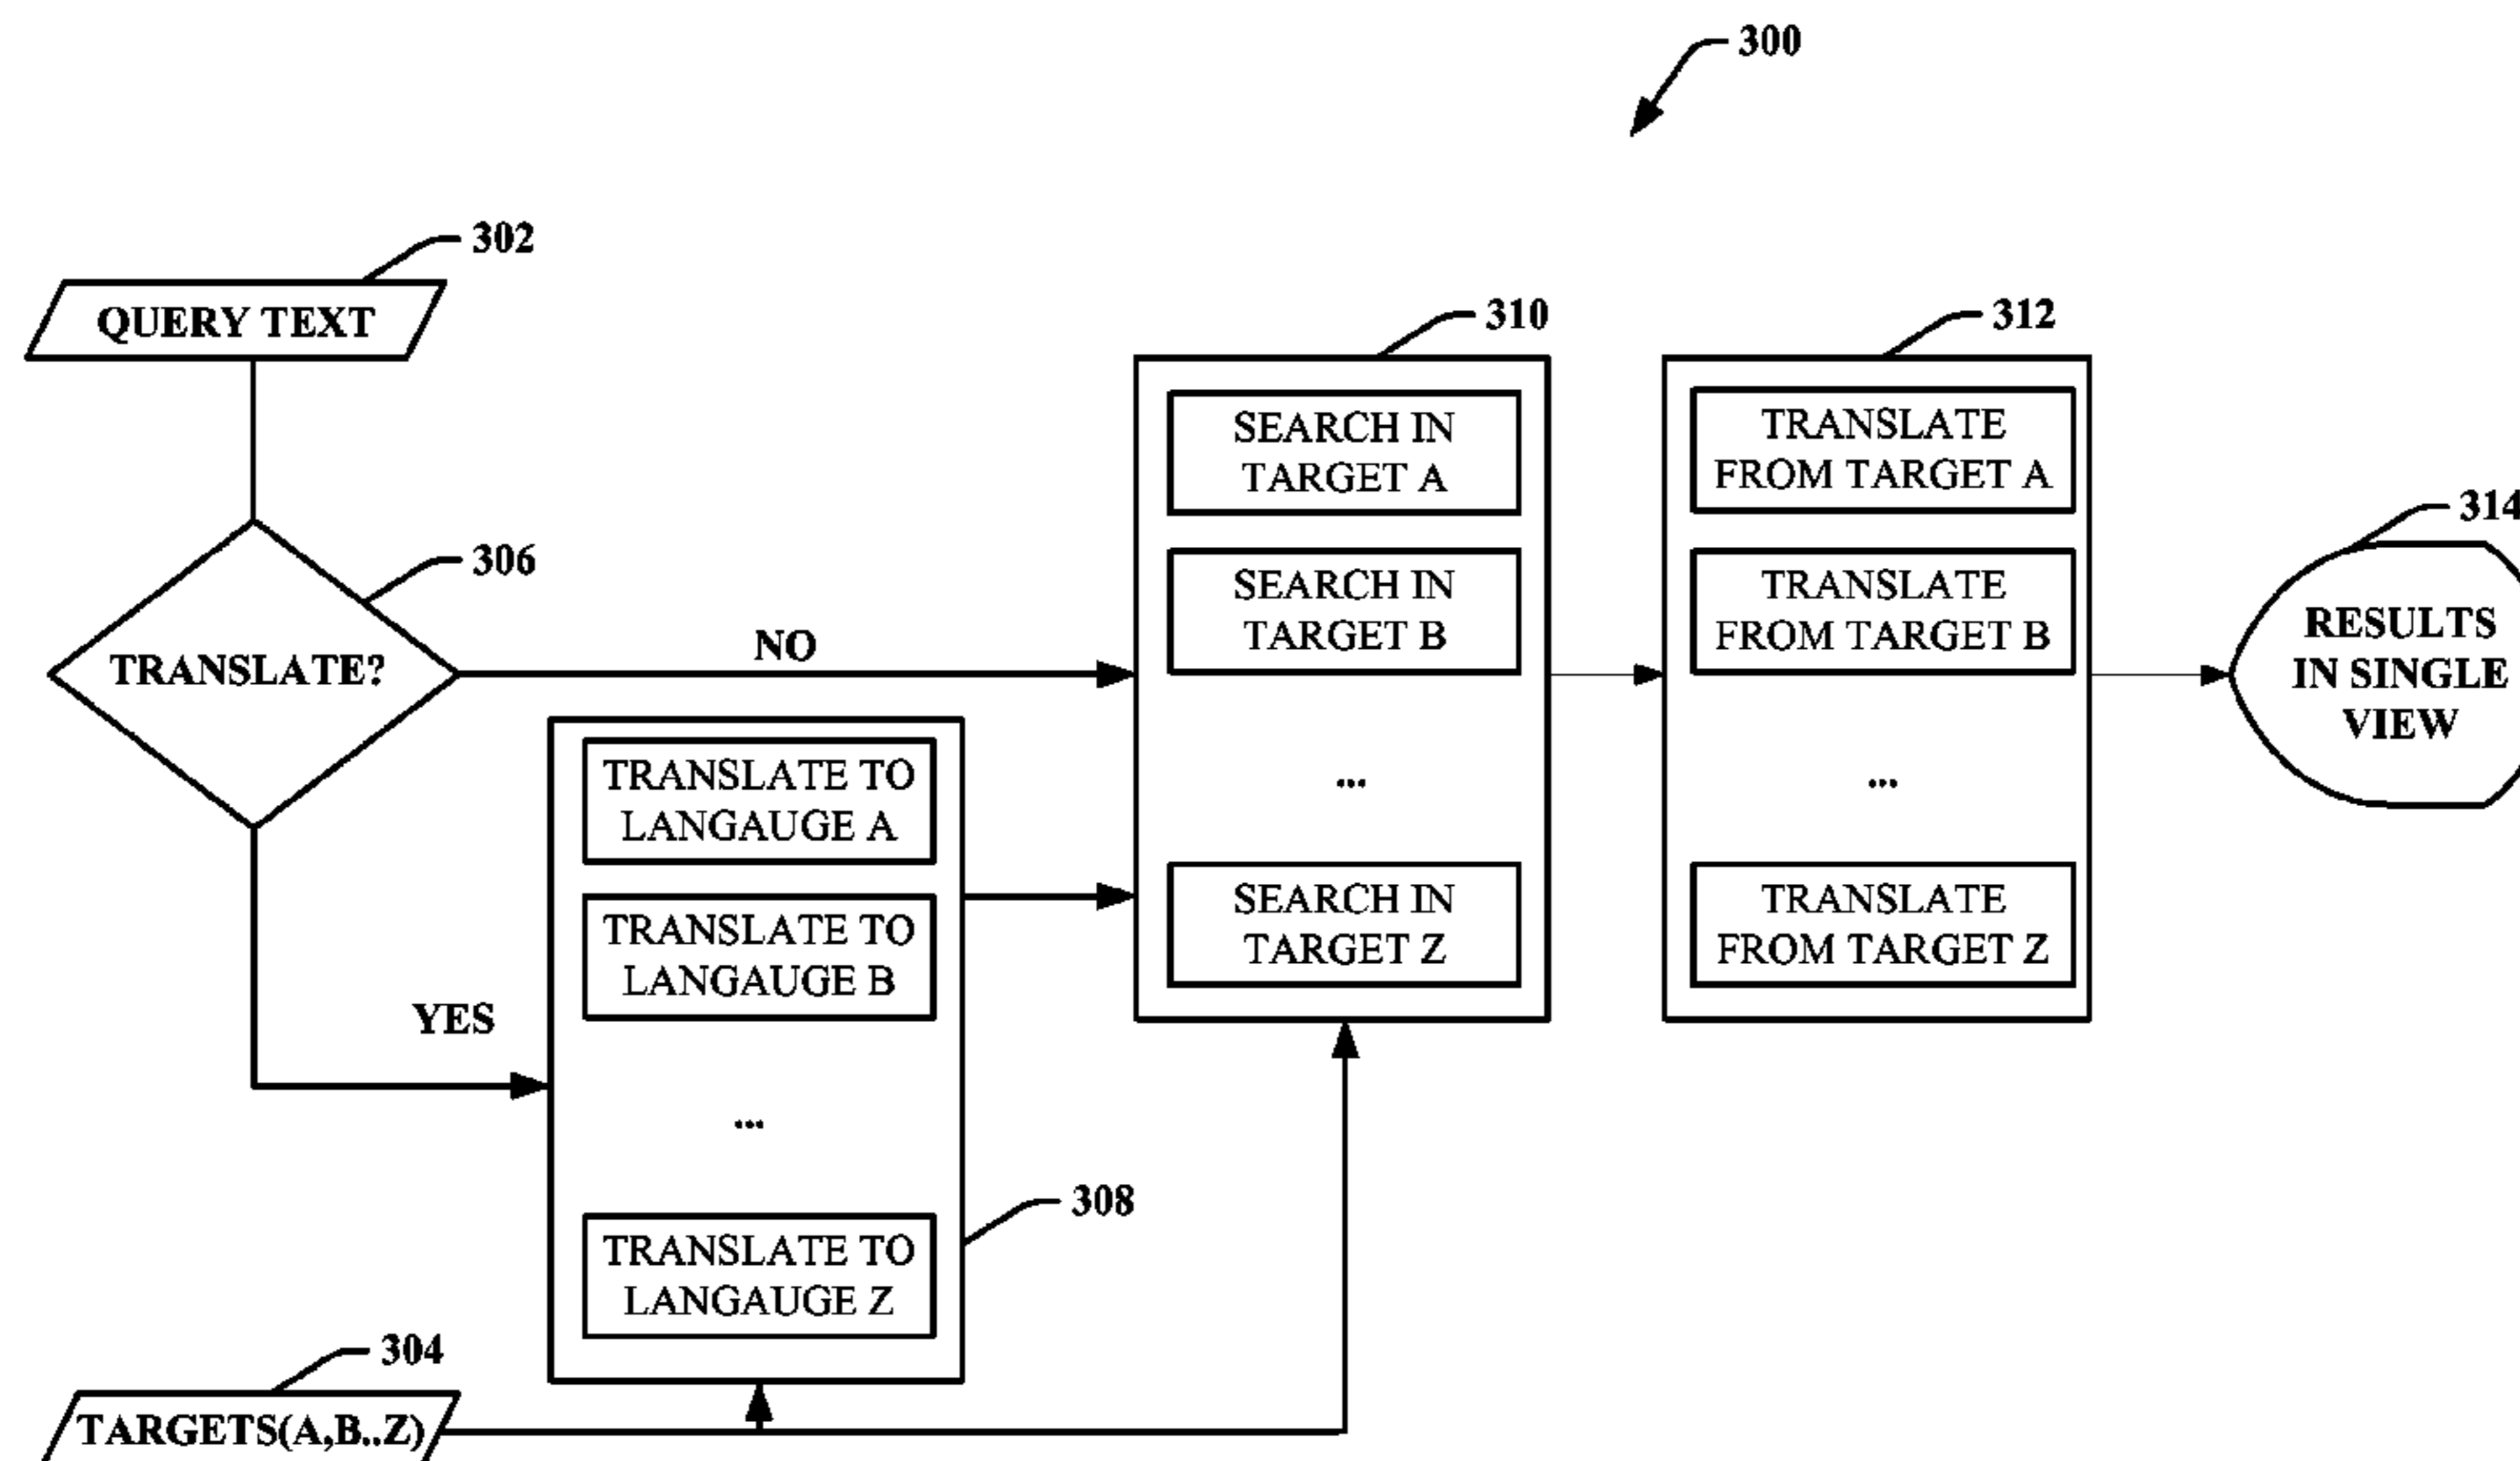 300
302
QUERY TEXT
306
TRANSLATE?
NO
YES
TRANSLATE TO
LANGAUGE A
TRANSLATE TO
LANGAUGE B
...
TRANSLATE TO
LANGAUGE Z
308
304
TARGETS(A,B..Z)
310
SEARCH IN
TARGET A
SEARCH IN
TARGET B
...
SEARCH IN
TARGET Z
312
TRANSLATE
FROM TARGET A
TRANSLATE
FROM TARGET B
...
TRANSLATE
FROM TARGET Z
314
RESULTS
IN SINGLE
VIEW